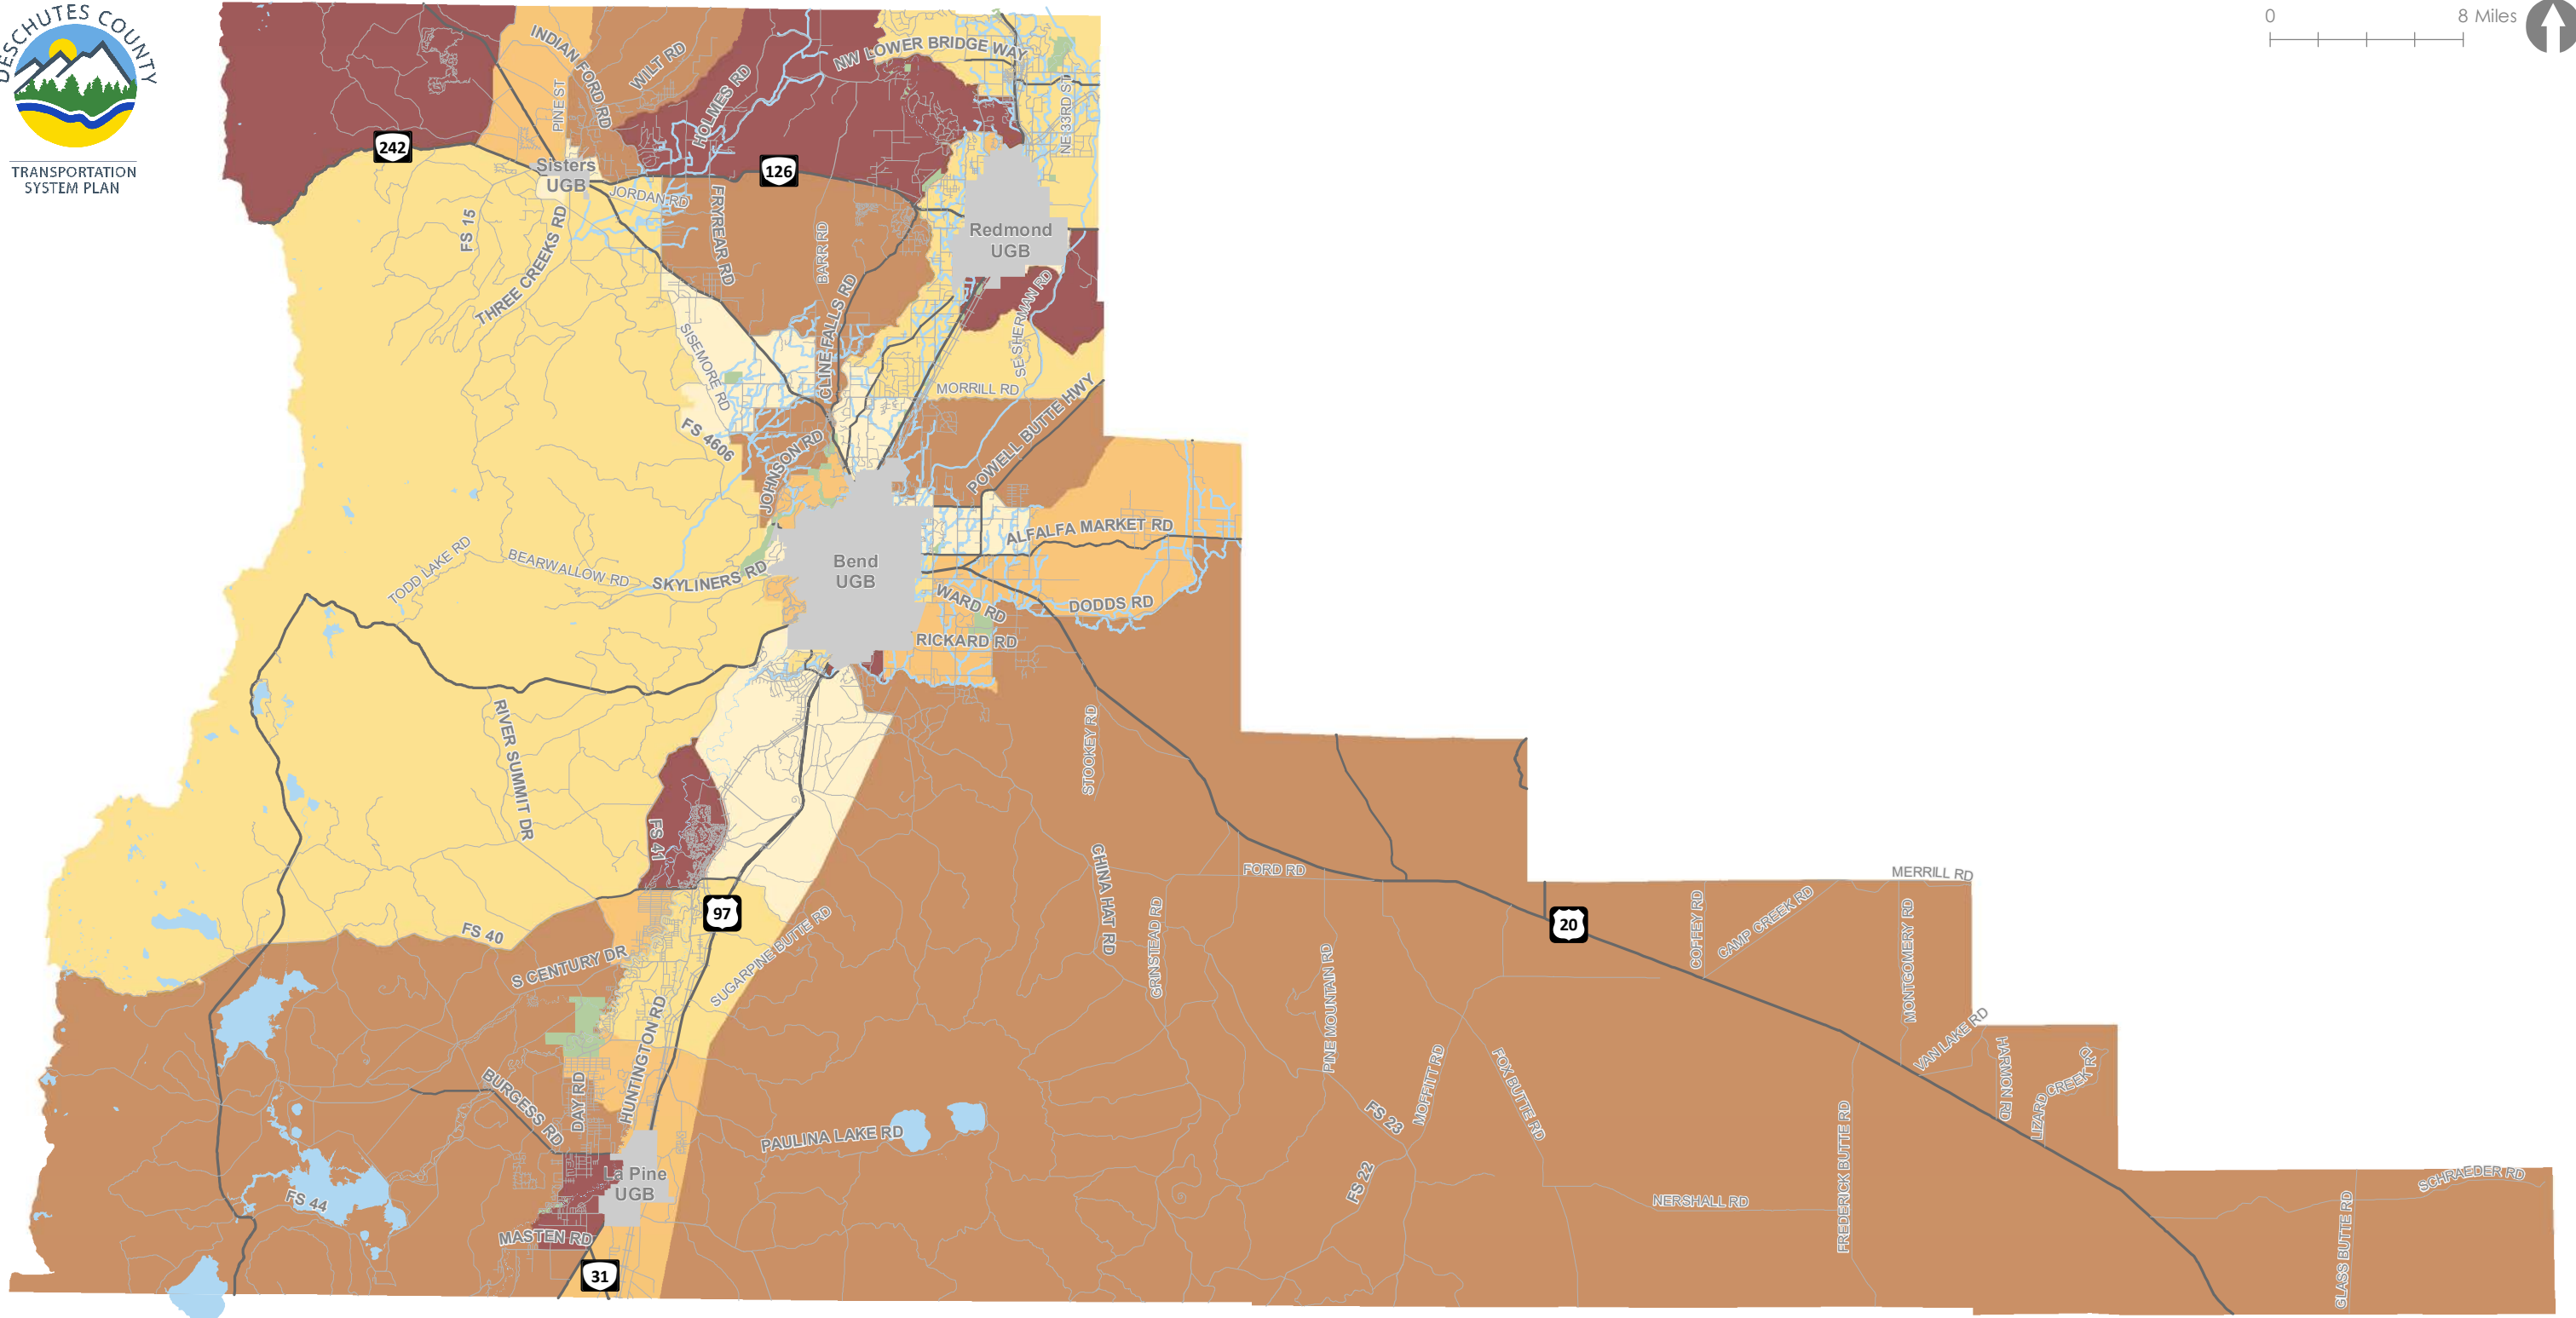 DESCHUTES COUNTY
TRANSPORTATION
SYSTEM PLAN
0
8 Miles
INDIAN FORD RD
WILT RD
PINE ST
HOLMES RD
NW LOWER BRIDGE WAY
NE 33RD ST
242
126
Sisters
UGB
JORDAN RD
FS 15
THREE CREEKS RD
FRYREAR RD
BARR RD
CLINE FALLS RD
Redmond
UGB
SE SHERMAN RD
SISEMORE RD
MORRILL RD
POWELL BUTTE HWY
FS 4606
JOHNSON RD
ALFALFA MARKET RD
TODD LAKE RD
BEARWALLOW RD
SKYLINERS RD
Bend
UGB
WARD RD
DODDS RD
RICKARD RD
RIVER SUMMIT DR
STOOKEY RD
FS 41
CHINA HAT RD
FORD RD
MERRILL RD
97
20
FS 40
S CENTURY DR
SUGARPINE BUTTE RD
GRINSTEAD RD
PINE MOUNTAIN RD
COFFEY RD
CAMP CREEK RD
MONTGOMERY RD
VAN LAKE RD
HARMON RD
LIZARD CREEK RD
HUNTINGTON RD
BURGESS RD
DAY RD
PAULINA LAKE RD
FS 23
MOFFITT RD
FOX BUTTE RD
FREDERICK BUTTE RD
La Pine
UGB
FS 44
FS 22
NERSHALL RD
SCHRAEDER RD
GLASS BUTTE RD
MASTEN RD
31